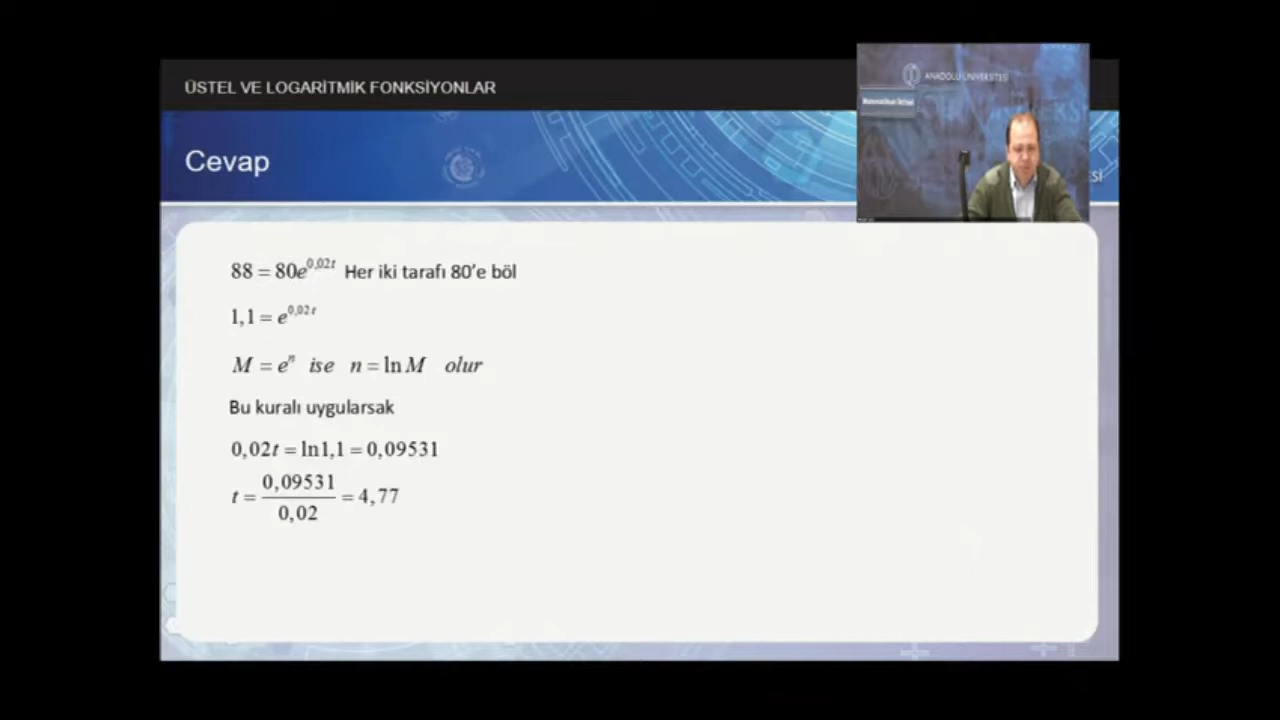 ÜSTEL VE LOGARİTMİK FONKSİYONLAR
ANADOLU ÜNİVERSİTESİ
Cevap
Sİ
88 = 80e^{0,02t} Her iki tarafı 80'e böl
1,1 = e^{0,02t}
M = e^n ise n = ln M olur
Bu kuralı uygularsak
0,02t = ln1,1 = 0,09531
t = \frac{0,09531}{0,02} = 4,77